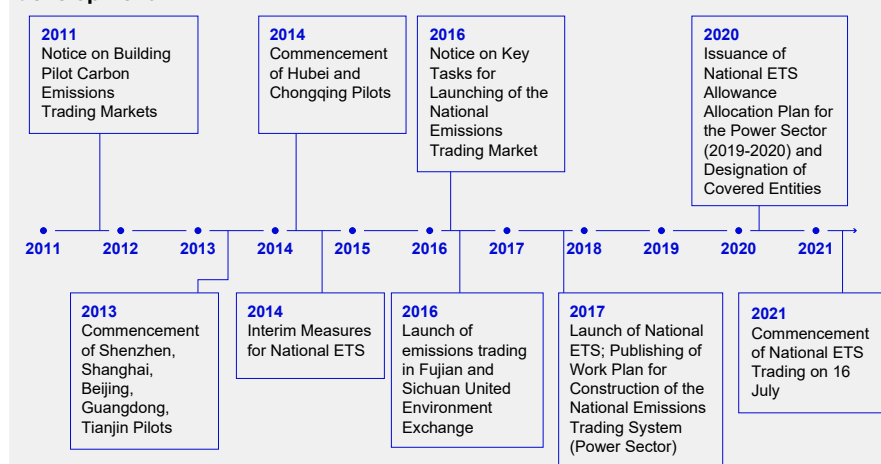 2011
Notice on Building
Pilot Carbon
Emissions
Trading Markets
2014
Commencement
of Hubei and
Chongqing Pilots
2016
Notice on Key
Tasks for
Launching of the
National
Emissions
Trading Market
2020
Issuance of
National ETS
Allowance
Allocation Plan for
the Power Sector
(2019-2020) and
Designation of
Covered Entities
2011 2012 2013 2014 2015 2016 2017 2018 2019 2020 2021
2013
Commencement
of Shenzhen,
Shanghai,
Beijing,
Guangdong,
Tianjin Pilots
2014
Interim Measures
for National ETS
2016
Launch of
emissions trading
in Fujian and
Sichuan United
Environment
Exchange
2017
Launch of National
ETS; Publishing of
Work Plan for
Construction of the
National Emissions
Trading System
(Power Sector)
2021
Commencement
of National ETS
Trading on 16
July